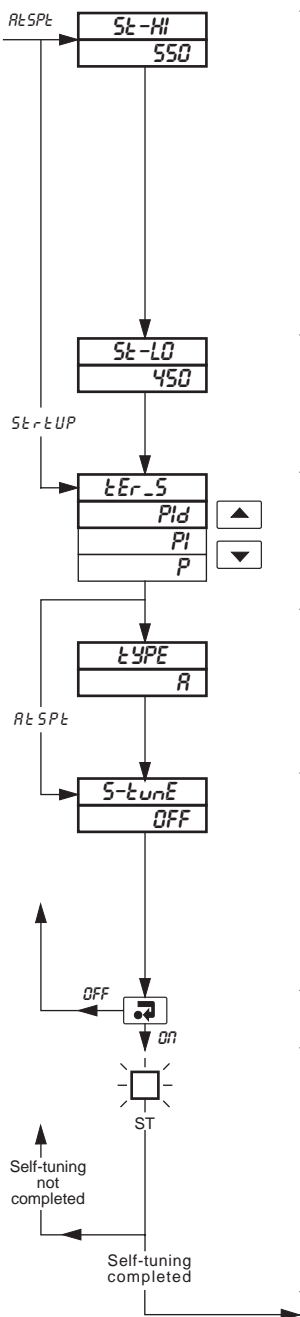 AtSPt
St-HI
550
St-LO
450
StrtUP
tEr_S
PId
PI
P
tYPE
A
AtSPt
S-tunE
OFF
OFF
On
ST
Self-tuning
not
completed
Self-tuning
completed